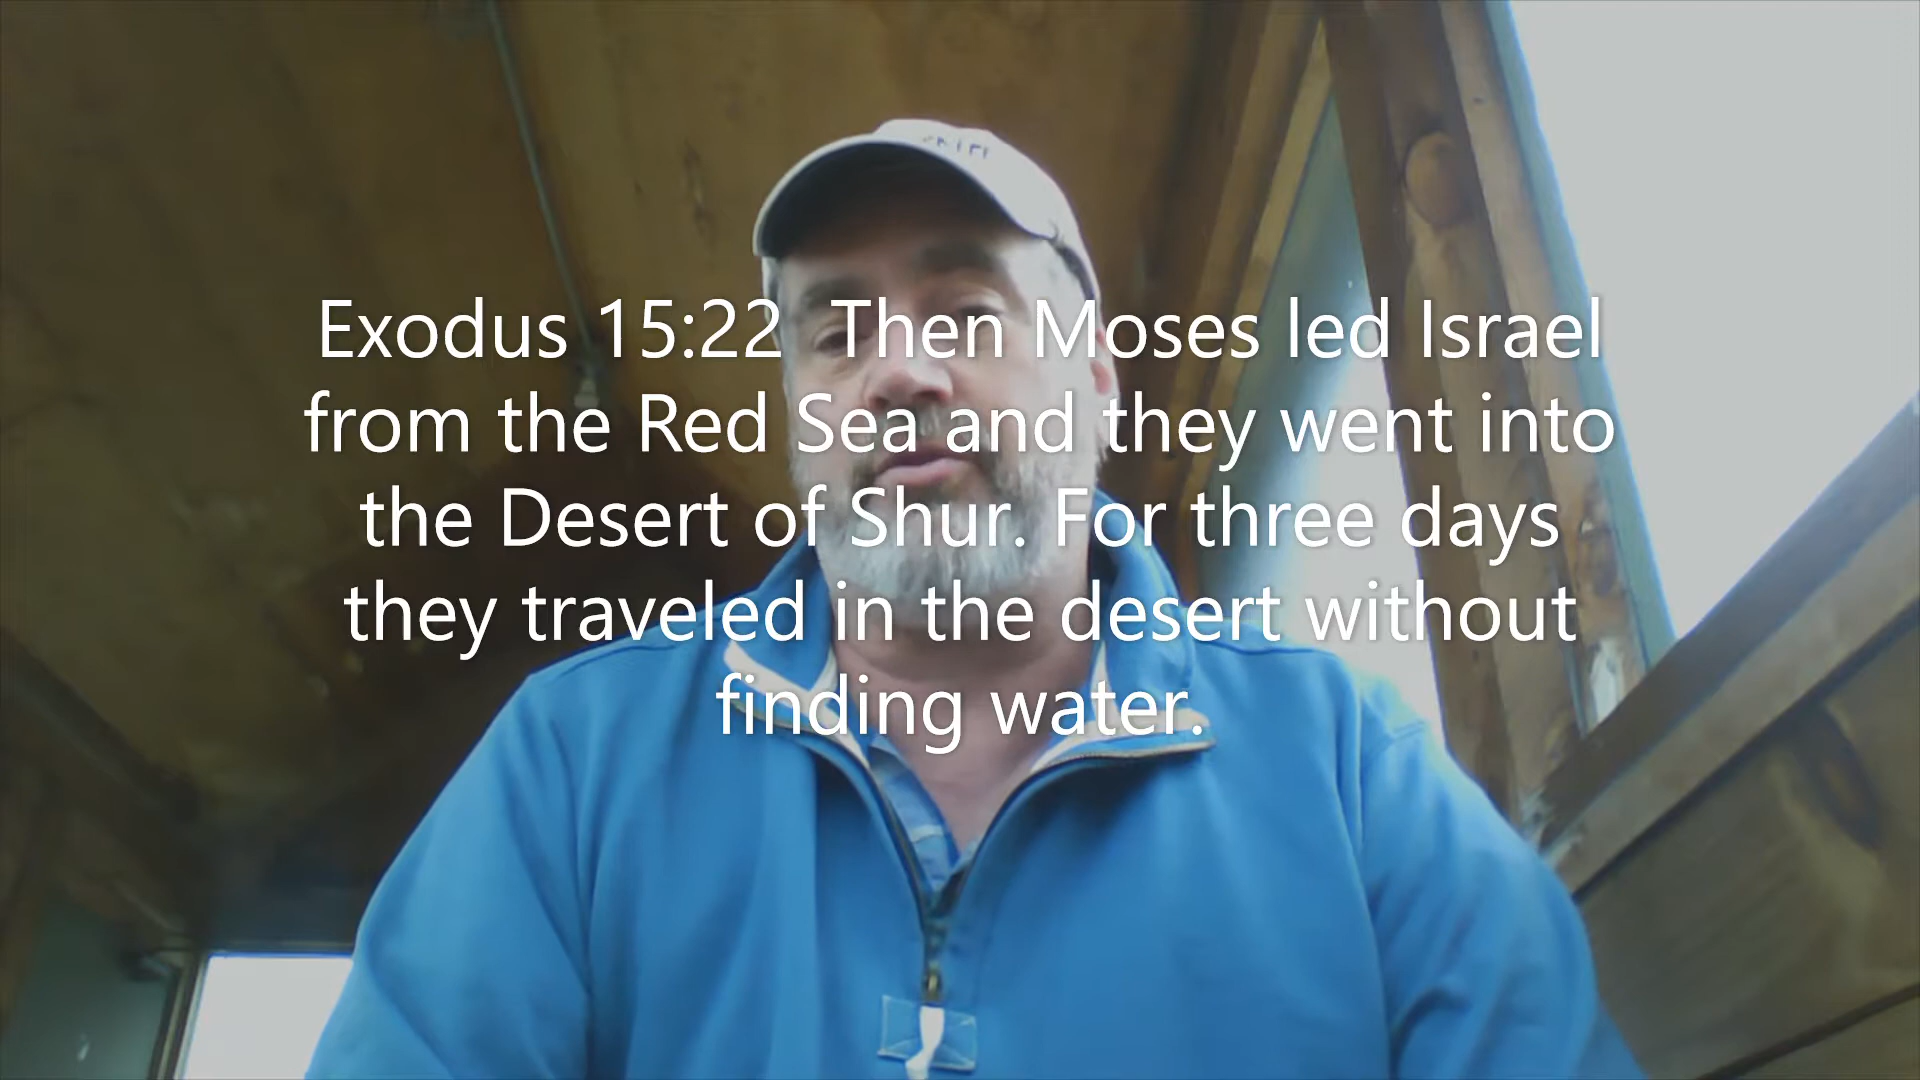 Exodus 15:22  Then Moses led Israel
from the Red Sea and they went into
the Desert of Shur. For three days
they traveled in the desert without
finding water.